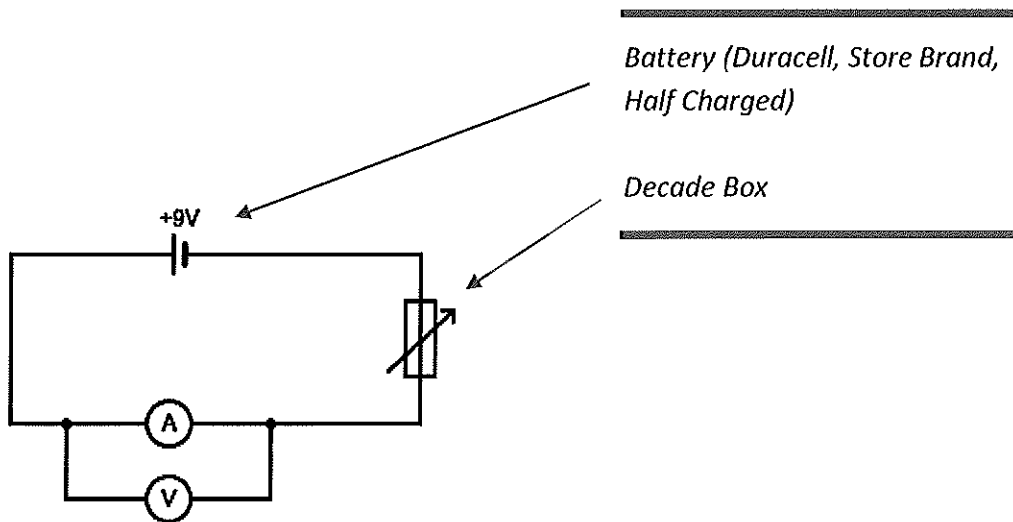 Battery (Duracell, Store Brand,
Half Charged)
Decade Box
+9V
A
V